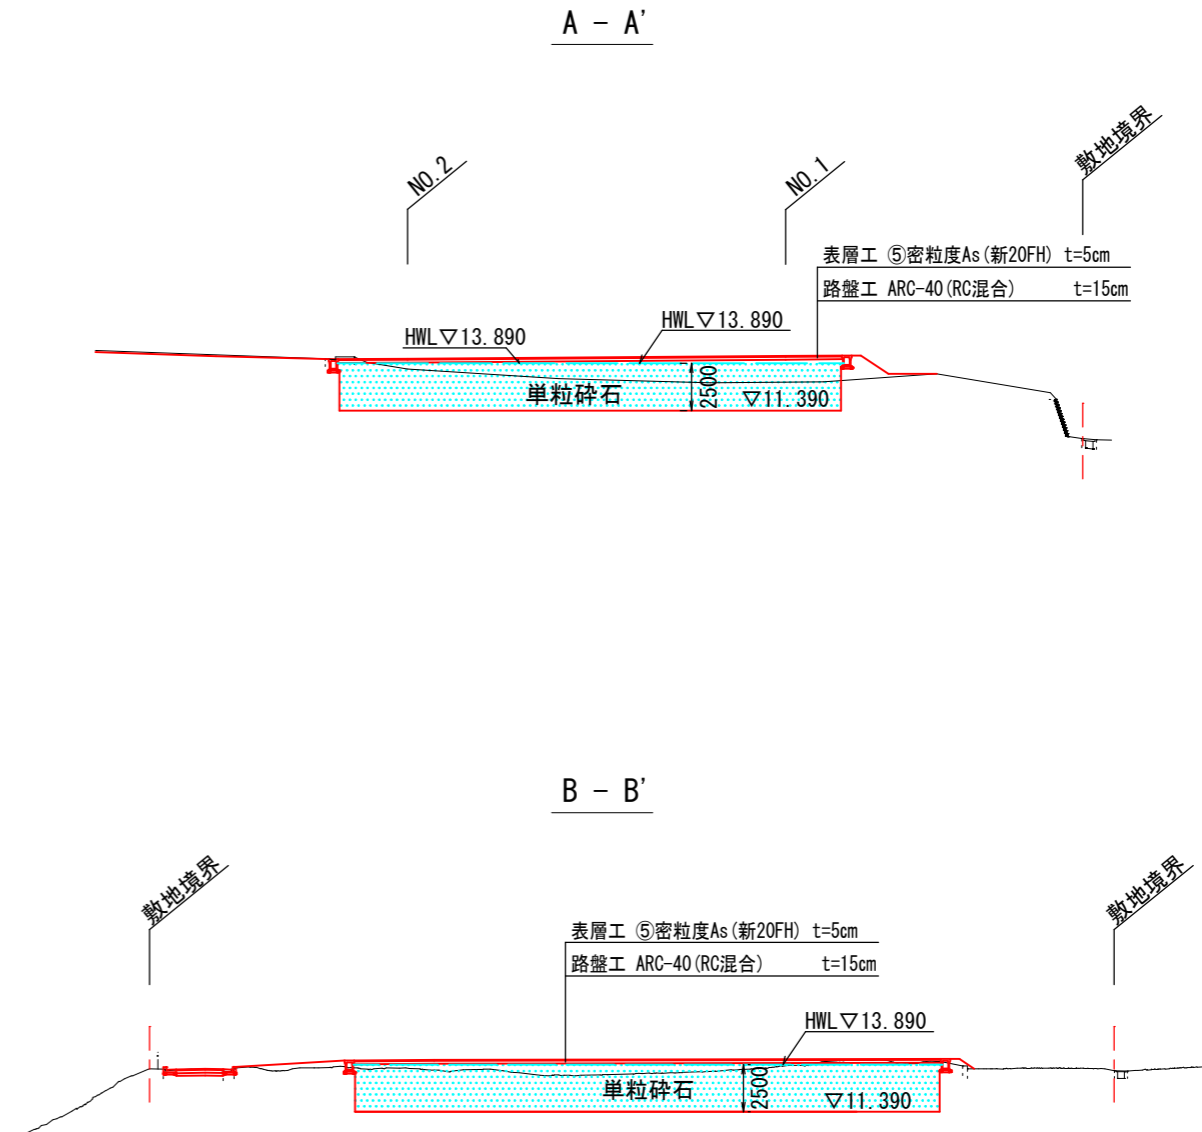 A － A’
NO.2
NO.1
敷地境界
表層工 ⑤密粒度As(新20FH) t=5cm
路盤工 ARC-40(RC混合) t=15cm
HWL▽13.890
HWL▽13.890
単粒砕石
2500
▽11.390
B － B’
敷地境界
敷地境界
表層工 ⑤密粒度As(新20FH) t=5cm
路盤工 ARC-40(RC混合) t=15cm
HWL▽13.890
単粒砕石
2500
▽11.390